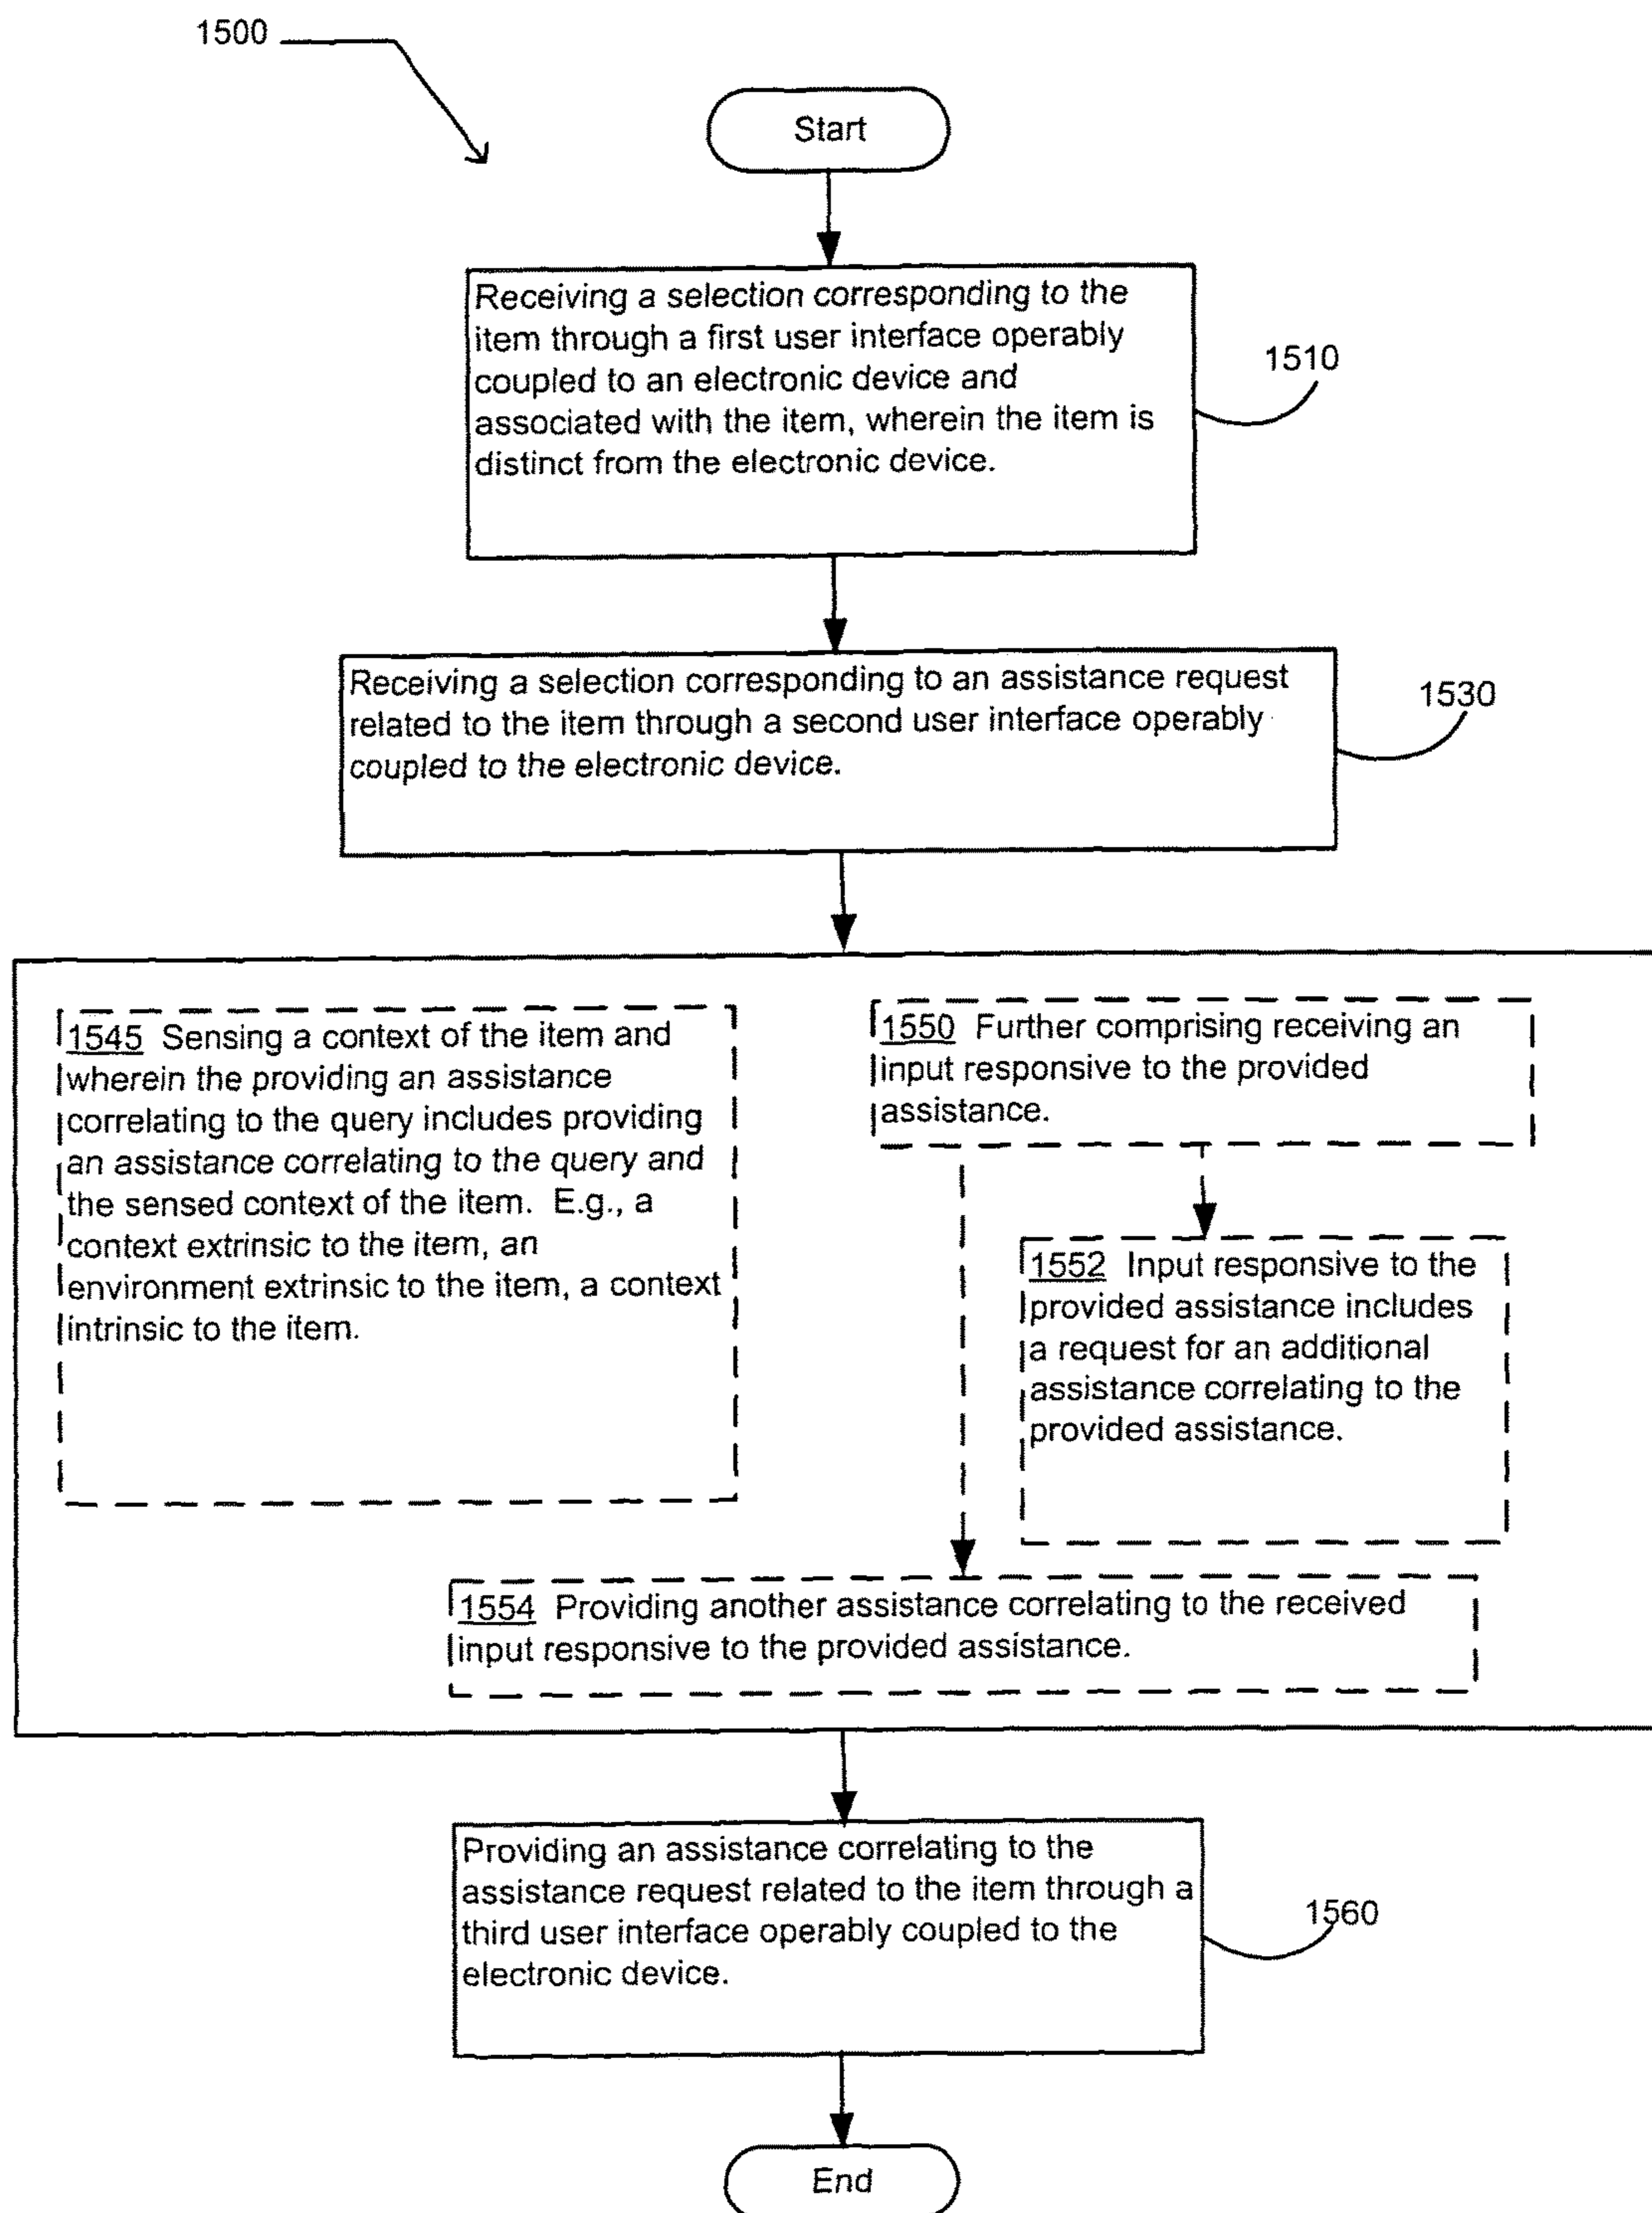 1500
Start
Receiving a selection corresponding to the
item through a first user interface operably
coupled to an electronic device and
associated with the item, wherein the item is
distinct from the electronic device.
1510
Receiving a selection corresponding to an assistance request
related to the item through a second user interface operably
coupled to the electronic device.
1530
1545 Sensing a context of the item and
wherein the providing an assistance
correlating to the query includes providing
an assistance correlating to the query and
the sensed context of the item. E.g., a
context extrinsic to the item, an
environment extrinsic to the item, a context
intrinsic to the item.
1550 Further comprising receiving an
input responsive to the provided
assistance.
1552 Input responsive to the
provided assistance includes
a request for an additional
assistance correlating to the
provided assistance.
1554 Providing another assistance correlating to the received
input responsive to the provided assistance.
Providing an assistance correlating to the
assistance request related to the item through a
third user interface operably coupled to the
electronic device.
1560
End